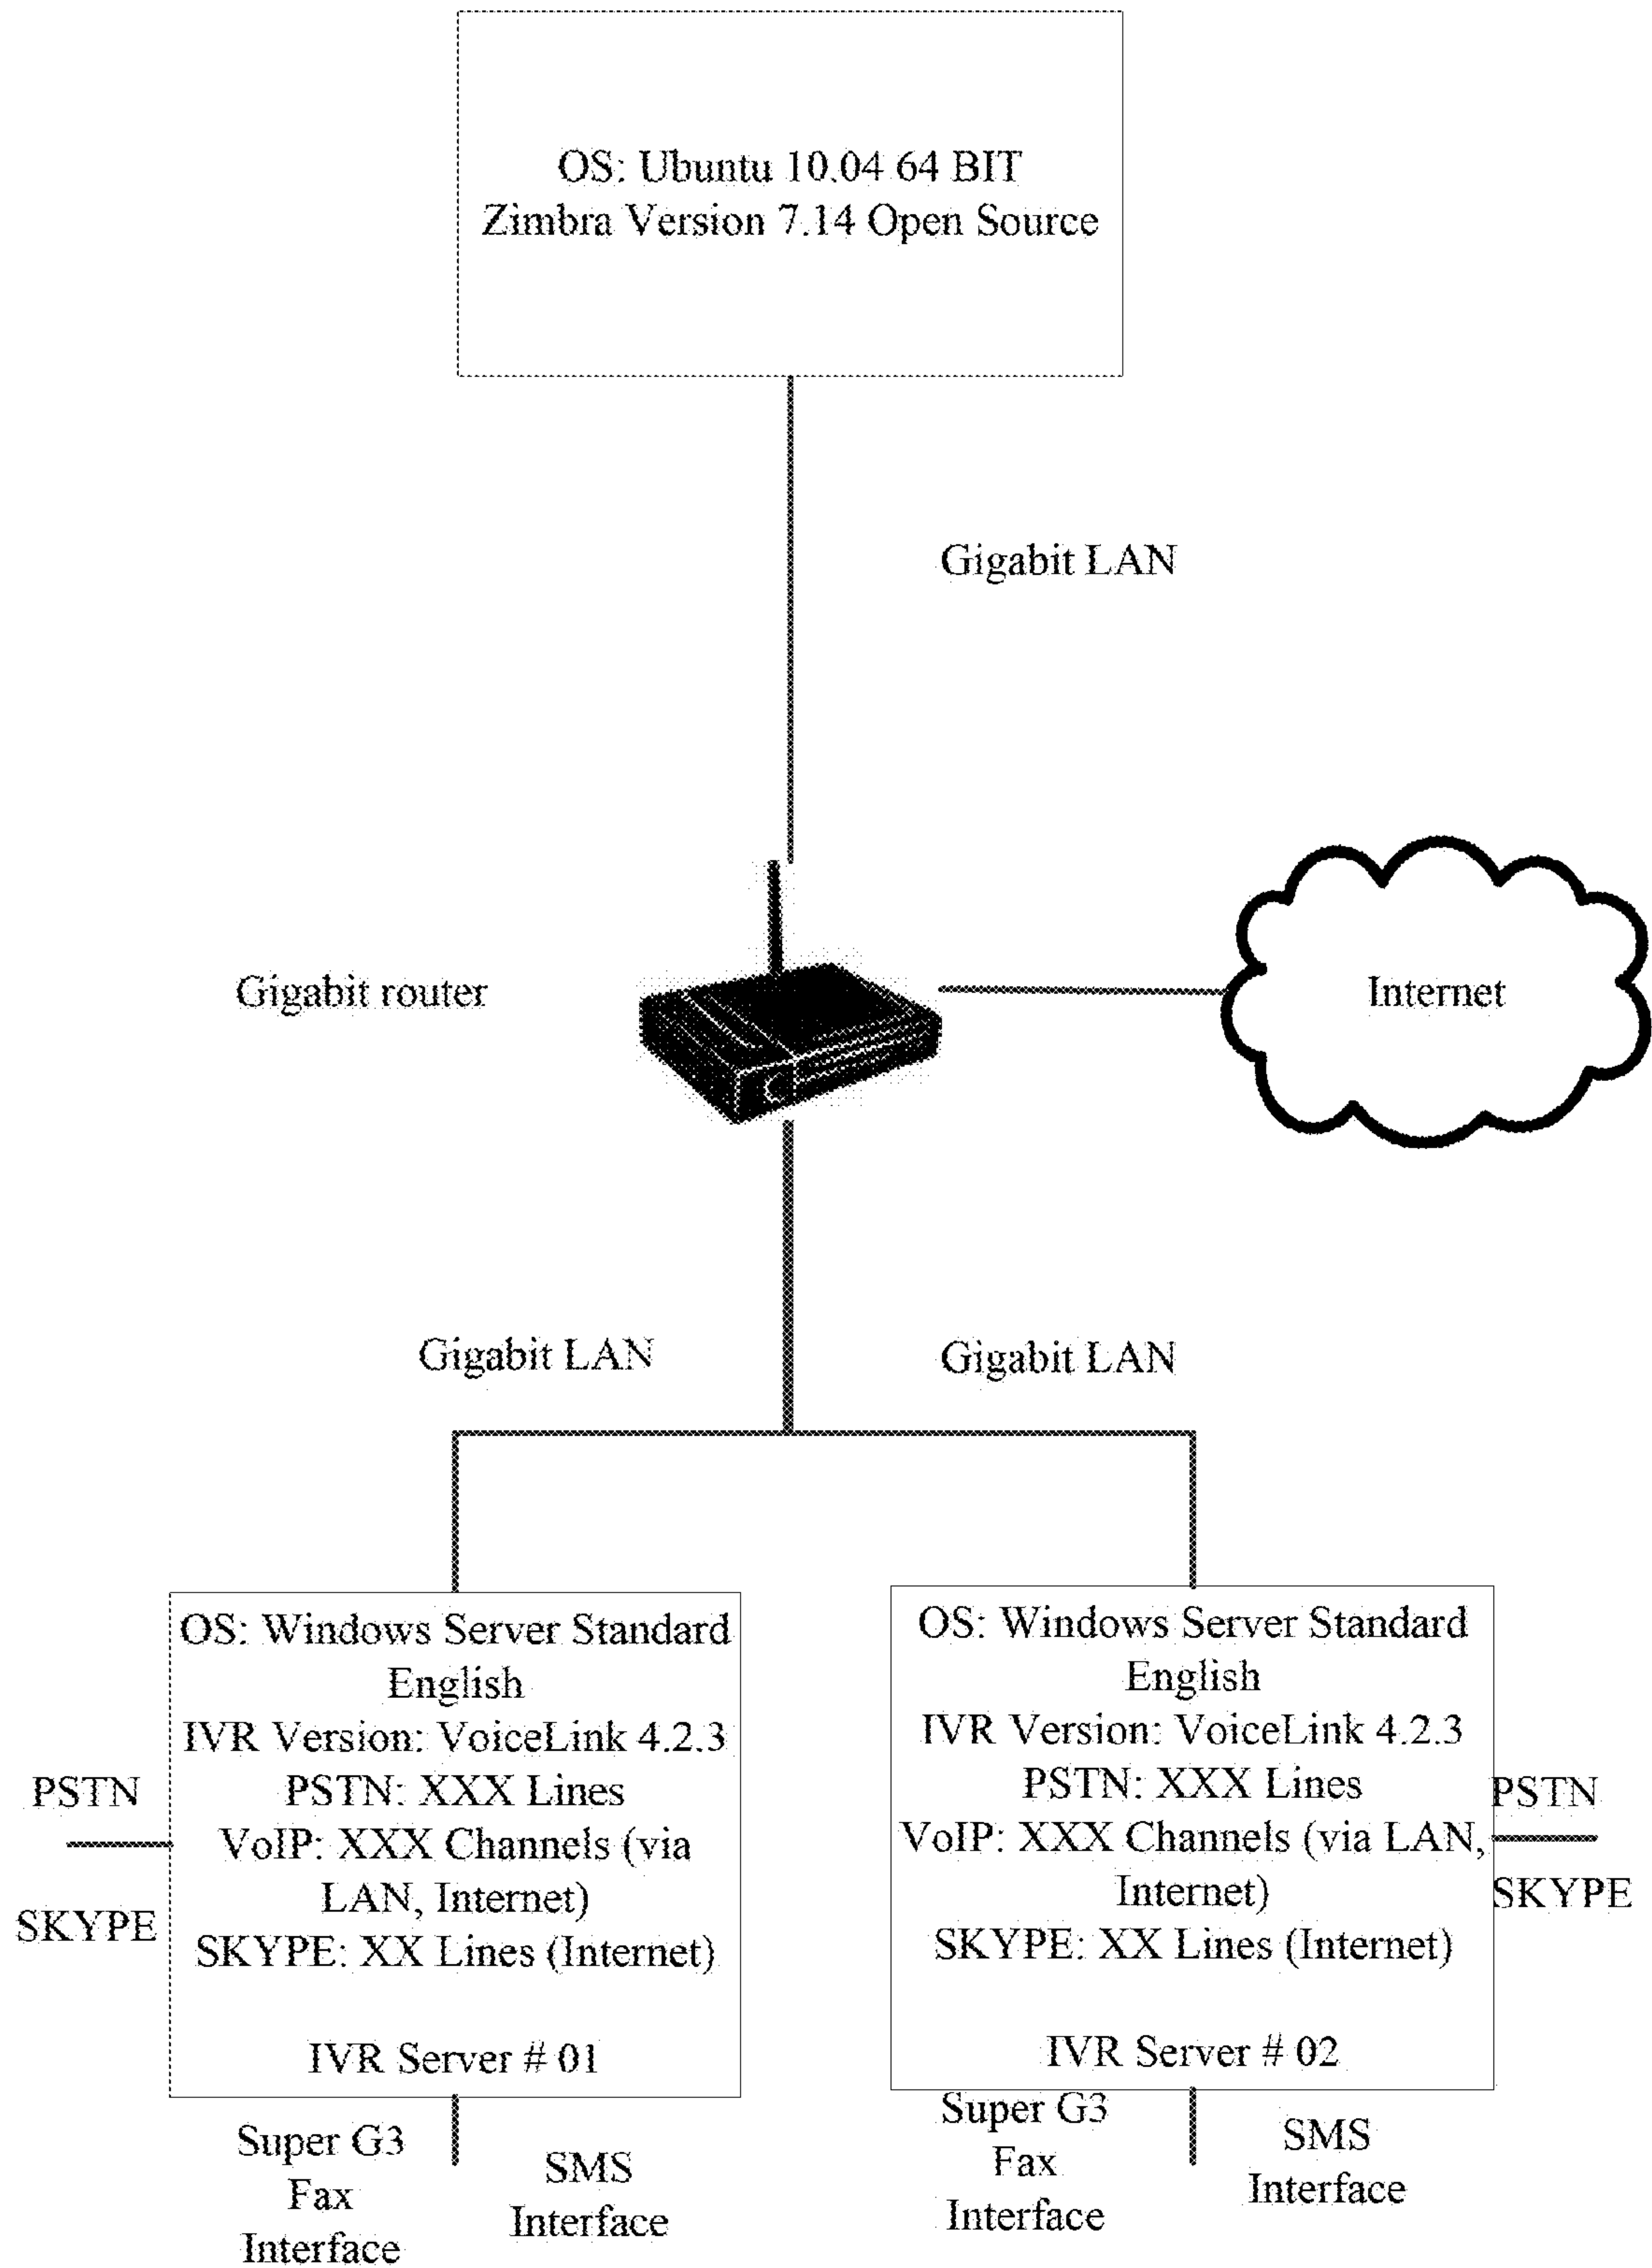 OS: Ubuntu 10.04 64 BIT
Zimbra Version 7.14 Open Source
Gigabit LAN
Gigabit router
Internet
Gigabit LAN
Gigabit LAN
OS: Windows Server Standard
English
IVR Version: VoiceLink 4.2.3
PSTN: XXX Lines
VoIP: XXX Channels (via
LAN, Internet)
SKYPE: XX Lines (Internet)
IVR Server # 01
PSTN
SKYPE
Super G3
Fax
Interface
SMS
Interface
OS: Windows Server Standard
English
IVR Version: VoiceLink 4.2.3
PSTN: XXX Lines
VoIP: XXX Channels (via LAN,
Internet)
SKYPE: XX Lines (Internet)
IVR Server # 02
PSTN
SKYPE
Super G3
Fax
Interface
SMS
Interface